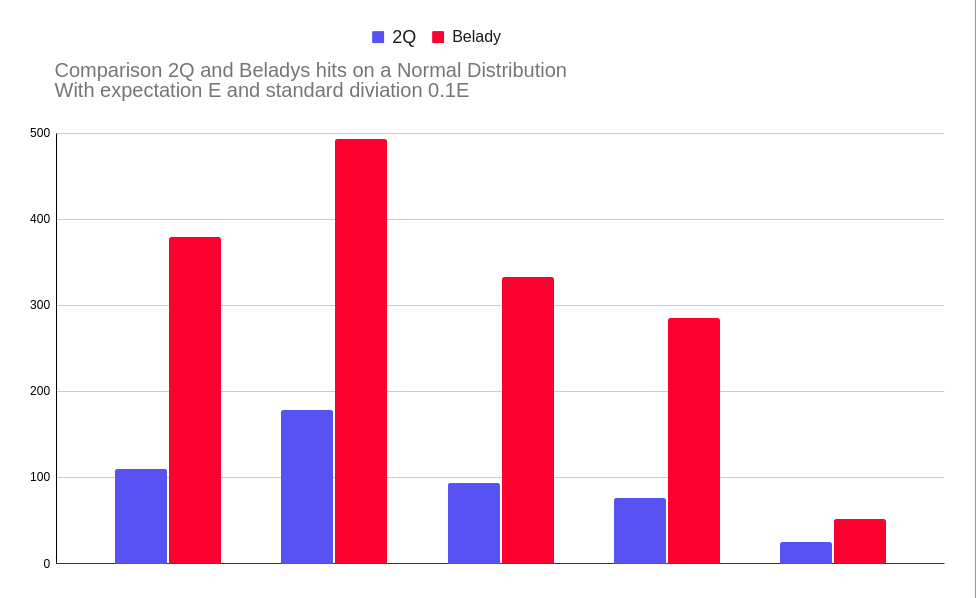 2Q Belady
Comparison 2Q and Beladys hits on a Normal Distribution
With expectation E and standard diviation 0.1E
500
400
300
200
100
0